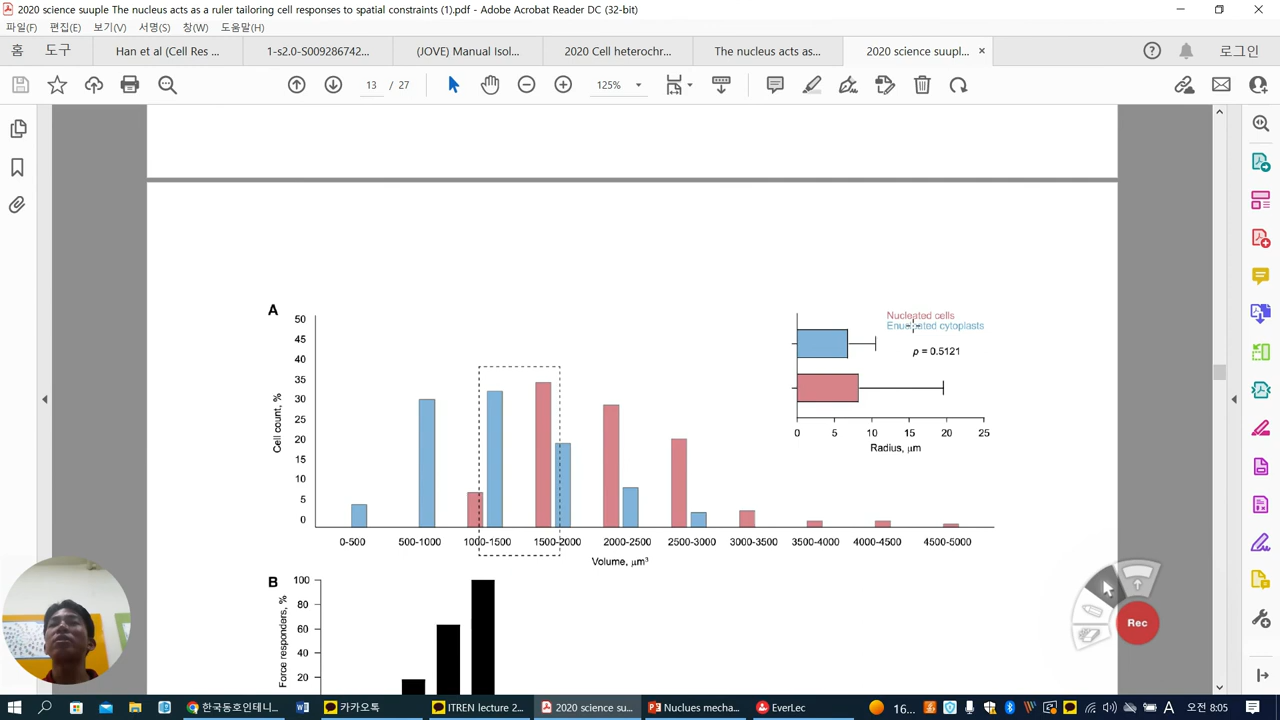 2020 science suuple The nucleus acts as a ruler tailoring cell responses to spatial constraints (1).pdf - Adobe Acrobat Reader DC (32-bit)
파일(F) 편집(E) 보기(V) 서명(S) 창(W) 도움말(H)
홈 도구 Han et al (Cell Res ... 1-s2.0-S009286742... (JOVE) Manual Isol... 2020 Cell heterochr... The nucleus acts as... 2020 science suupl... 로그인
13 / 27 125%
A
Nucleated cells
Enucleated cytoplasts
p = 0.5121
0 5 10 15 20 25
Radius, μm
50
45
40
35
30
25
20
15
10
5
0
Cell count, %
0-500 500-1000 1000-1500 1500-2000 2000-2500 2500-3000 3000-3500 3500-4000 4000-4500 4500-5000
Volume, μm³
B
100
80
60
40
20
Force responders, %
Rec
한국동호인테니... 카카오톡 ITREN lecture 2... 2020 science su... Nuclues mecha... EverLec 16... A 오전 8:05